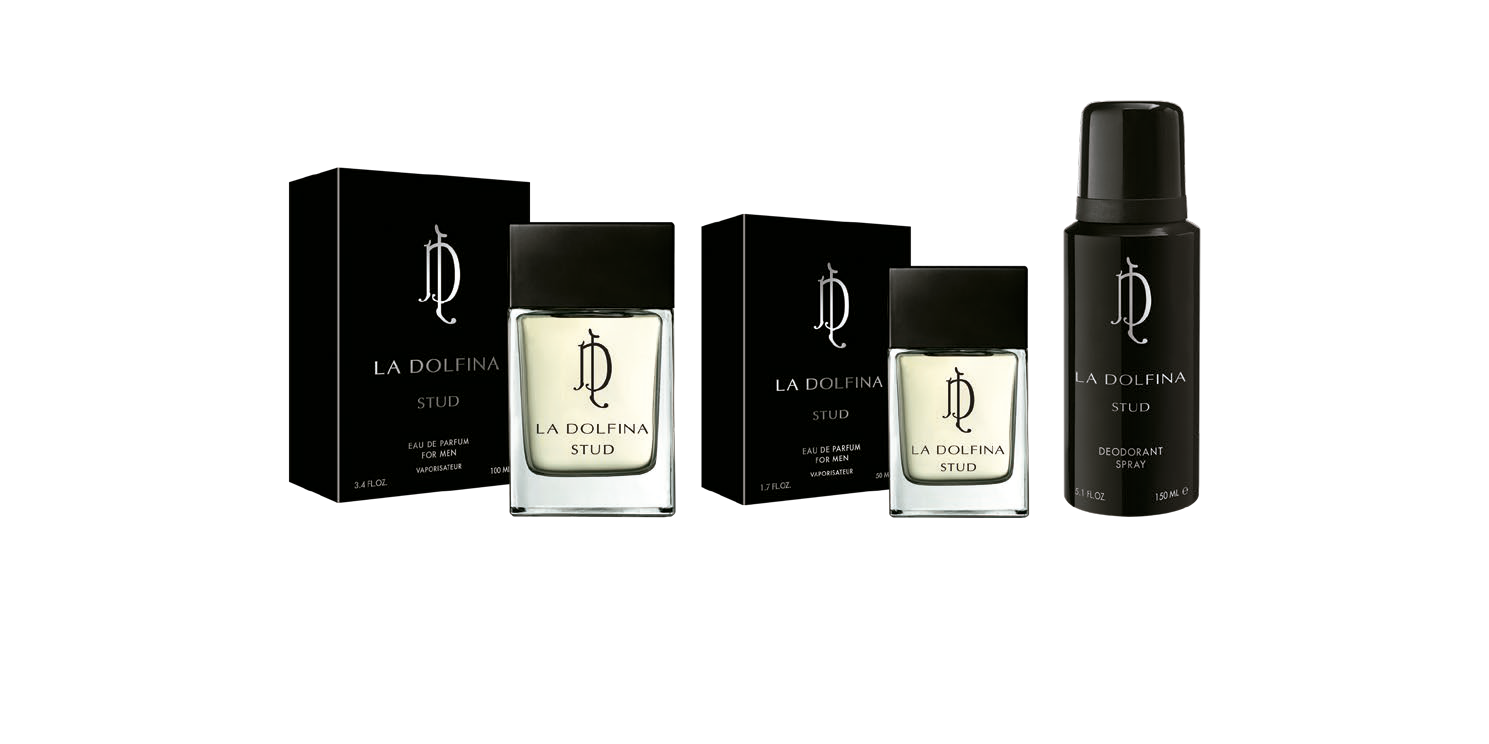 LA DOLFINA
STUD
EAU DE PARFUM
FOR MEN
VAPORISATEUR
3.4 FL.OZ.
100 ML
LA DOLFINA
STUD
LA DOLFINA
STUD
EAU DE PARFUM
FOR MEN
VAPORISATEUR
1.7 FL.OZ.
50 M
LA DOLFINA
STUD
LA DOLFINA
STUD
DEODORANT
SPRAY
5.1 FL.OZ
150 ML ℮